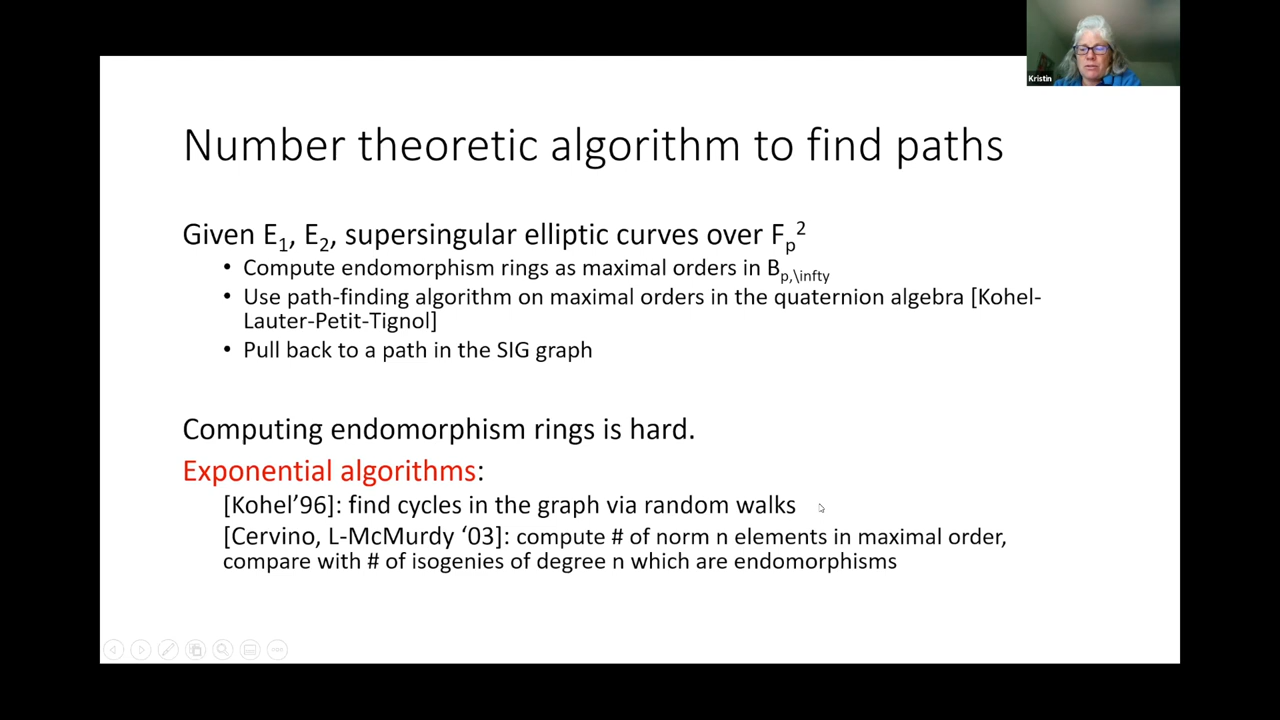 Kristin
Number theoretic algorithm to find paths
Given E₁, E₂, supersingular elliptic curves over Fₚ²
• Compute endomorphism rings as maximal orders in B_{p,\infty}
• Use path-finding algorithm on maximal orders in the quaternion algebra [Kohel-
Lauter-Petit-Tignol]
• Pull back to a path in the SIG graph
Computing endomorphism rings is hard.
Exponential algorithms:
[Kohel’96]: find cycles in the graph via random walks
[Cervino, L-McMurdy ‘03]: compute # of norm n elements in maximal order,
compare with # of isogenies of degree n which are endomorphisms